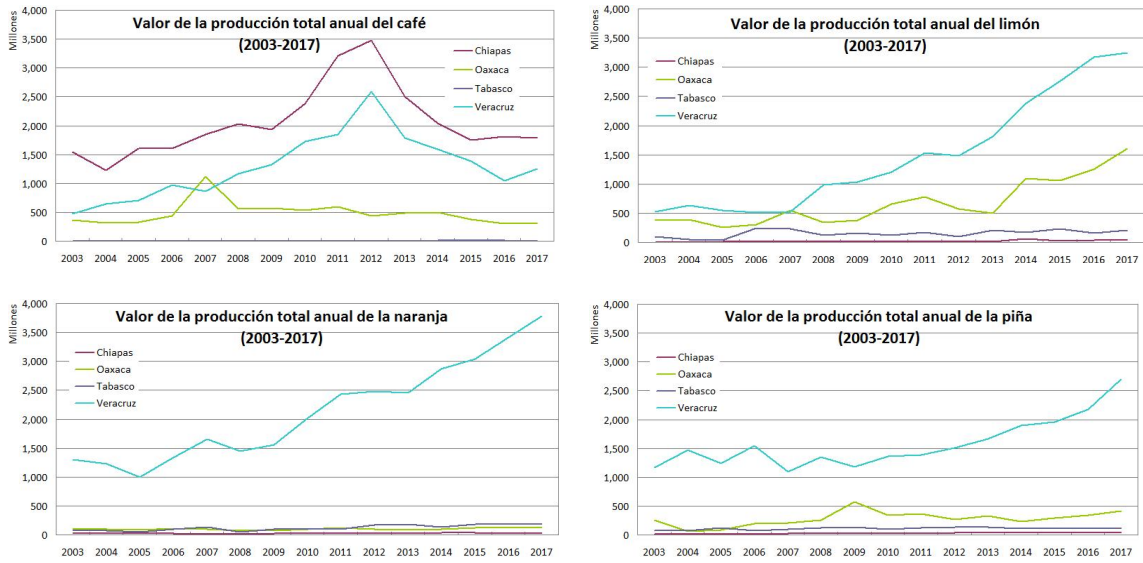 Valor de la producción total anual del café
(2003-2017)
Millones
4,000
3,500
3,000
2,500
2,000
1,500
1,000
500
0
Chiapas
Oaxaca
Tabasco
Veracruz
2003 2004 2005 2006 2007 2008 2009 2010 2011 2012 2013 2014 2015 2016 2017
Valor de la producción total anual del limón
(2003-2017)
Millones
4,000
3,500
3,000
2,500
2,000
1,500
1,000
500
0
Chiapas
Oaxaca
Tabasco
Veracruz
2003 2004 2005 2006 2007 2008 2009 2010 2011 2012 2013 2014 2015 2016 2017
Valor de la producción total anual de la naranja
(2003-2017)
Millones
4,000
3,500
3,000
2,500
2,000
1,500
1,000
500
0
Chiapas
Oaxaca
Tabasco
Veracruz
2003 2004 2005 2006 2007 2008 2009 2010 2011 2012 2013 2014 2015 2016 2017
Valor de la producción total anual de la piña
(2003-2017)
Millones
4,000
3,500
3,000
2,500
2,000
1,500
1,000
500
0
Chiapas
Oaxaca
Tabasco
Veracruz
2003 2004 2005 2006 2007 2008 2009 2010 2011 2012 2013 2014 2015 2016 2017